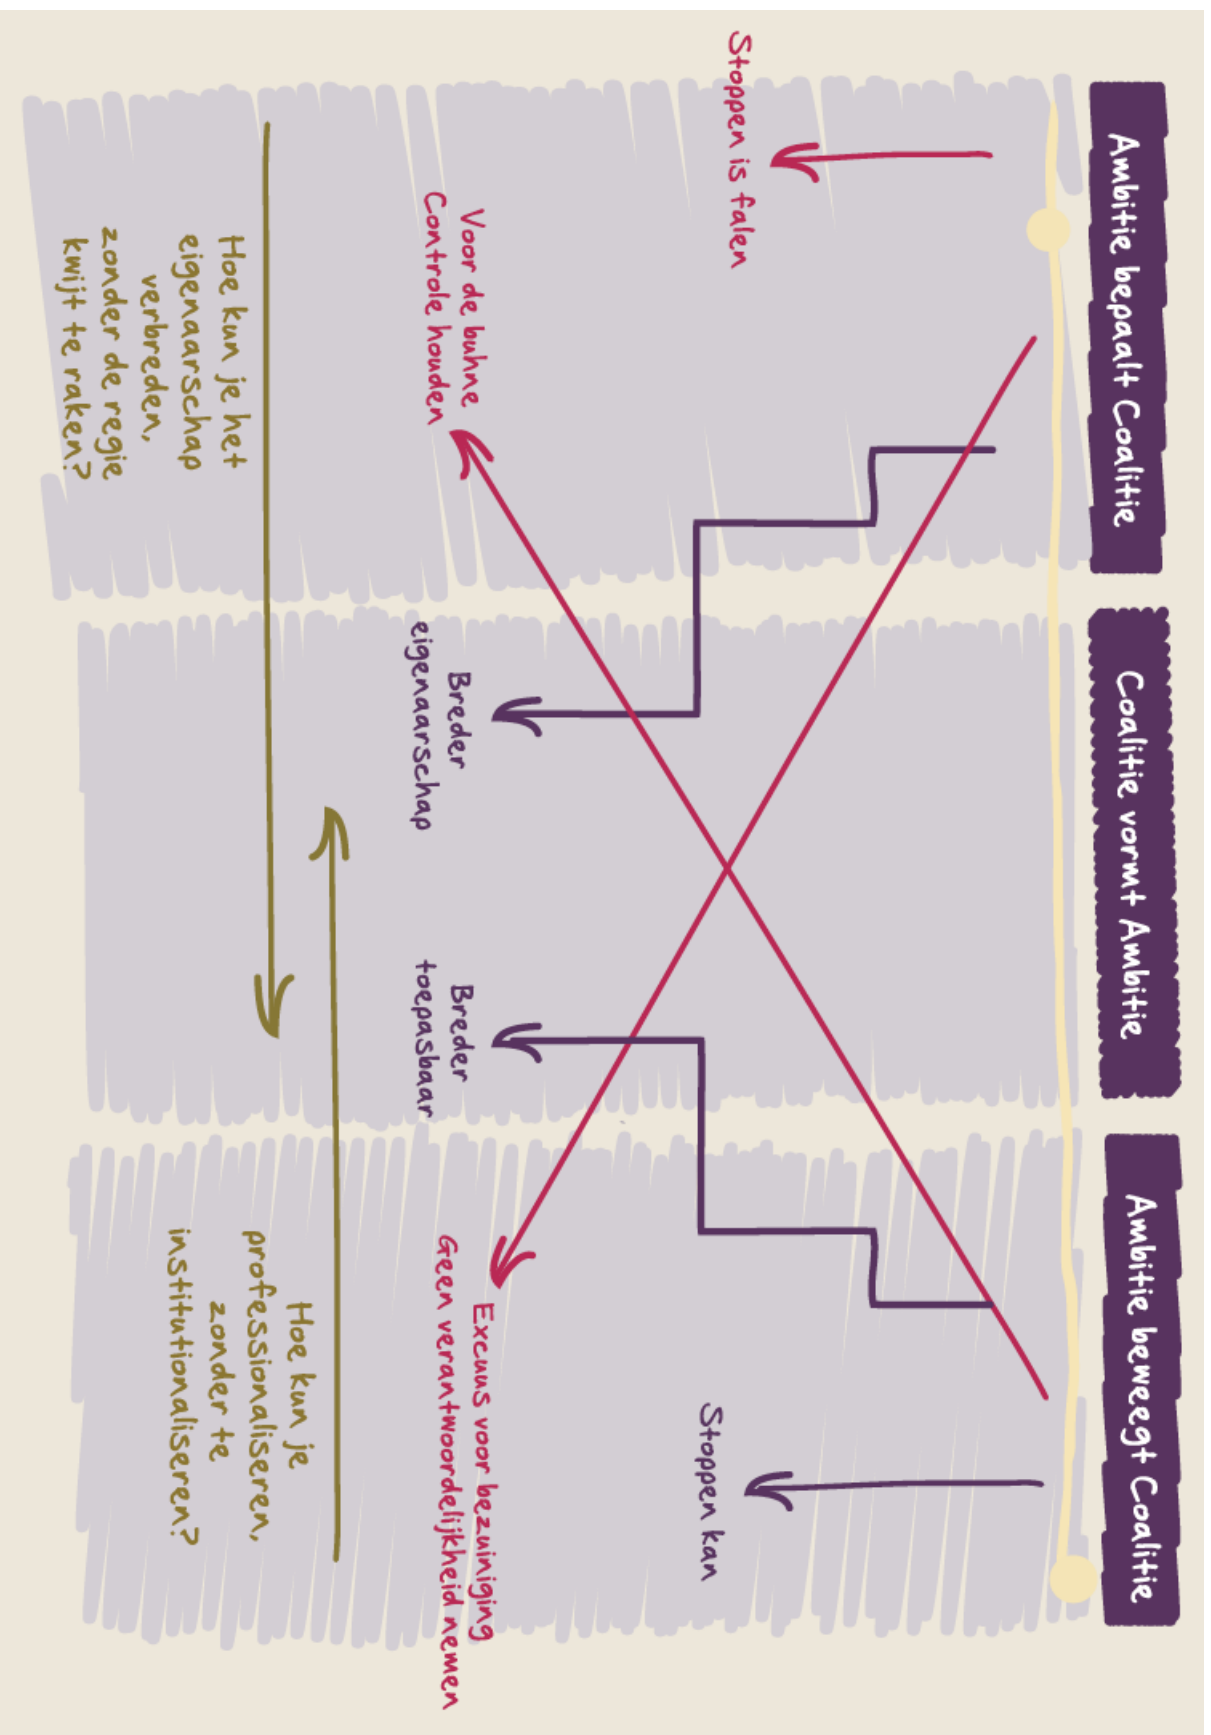 Ambitie bepaalt Coalitie
Coalitie vormt Ambitie
Ambitie beweegt Coalitie
Stoppen is falen
Stoppen kan
Voor de buhne
Controle houden
Breder
eigenaarschap
Breder
toepasbaar
Excuus voor bezuiniging
Geen verantwoordelijkheid nemen
Hoe kun je het
eigenaarschap
verbreden,
zonder de regie
kwijt te raken?
Hoe kun je
professionaliseren,
zonder te
institutionaliseren?